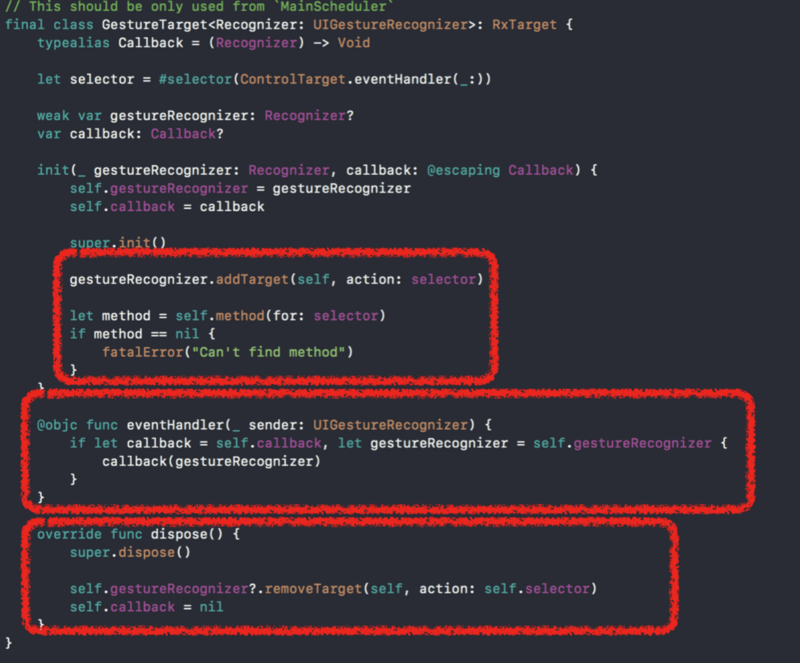 // This should be only used from `MainScheduler`
final class GestureTarget<Recognizer: UIGestureRecognizer>: RxTarget {
    typealias Callback = (Recognizer) -> Void

    let selector = #selector(ControlTarget.eventHandler(_:))

    weak var gestureRecognizer: Recognizer?
    var callback: Callback?

    init(_ gestureRecognizer: Recognizer, callback: @escaping Callback) {
        self.gestureRecognizer = gestureRecognizer
        self.callback = callback

        super.init()

        gestureRecognizer.addTarget(self, action: selector)

        let method = self.method(for: selector)
        if method == nil {
            fatalError("Can't find method")
        }
    }

    @objc func eventHandler(_ sender: UIGestureRecognizer) {
        if let callback = self.callback, let gestureRecognizer = self.gestureRecognizer {
            callback(gestureRecognizer)
        }
    }

    override func dispose() {
        super.dispose()

        self.gestureRecognizer?.removeTarget(self, action: self.selector)
        self.callback = nil
    }
}